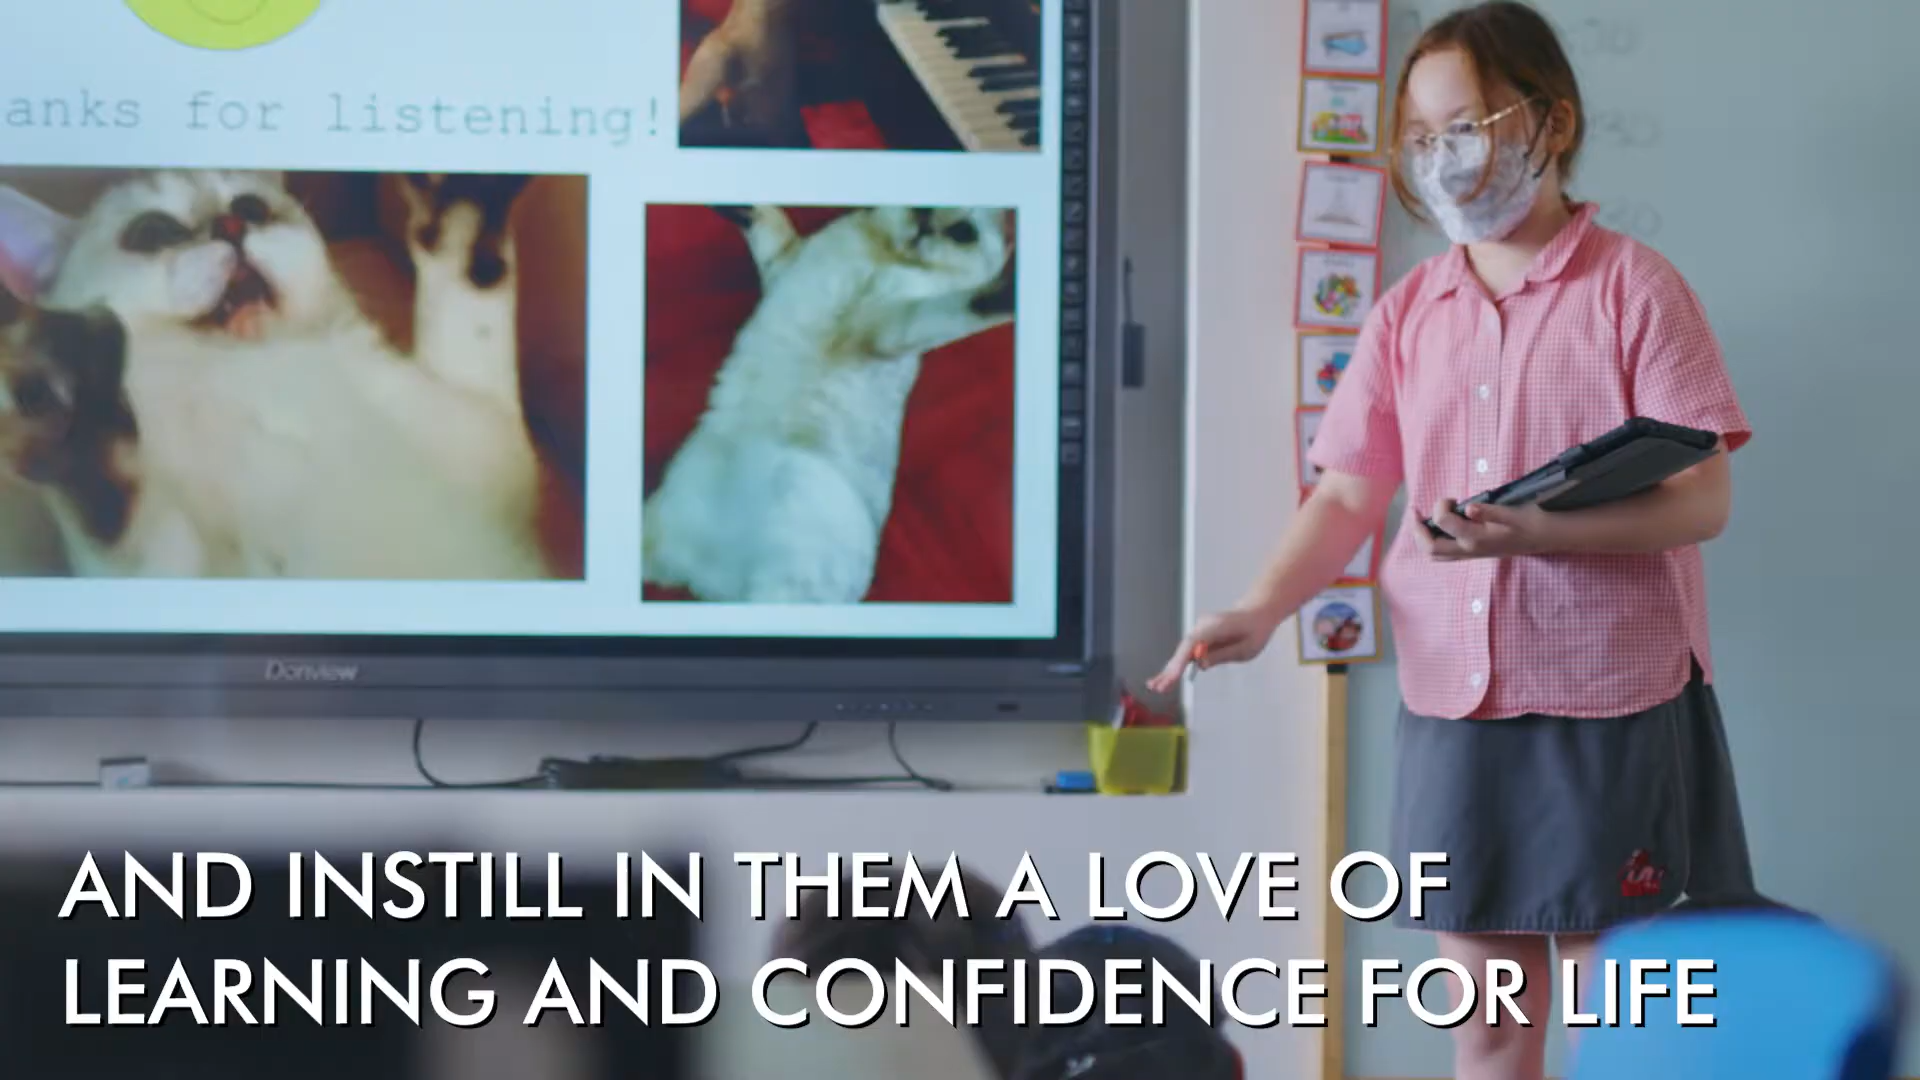 anks for listening!
Donview
AND INSTILL IN THEM A LOVE OF
LEARNING AND CONFIDENCE FOR LIFE